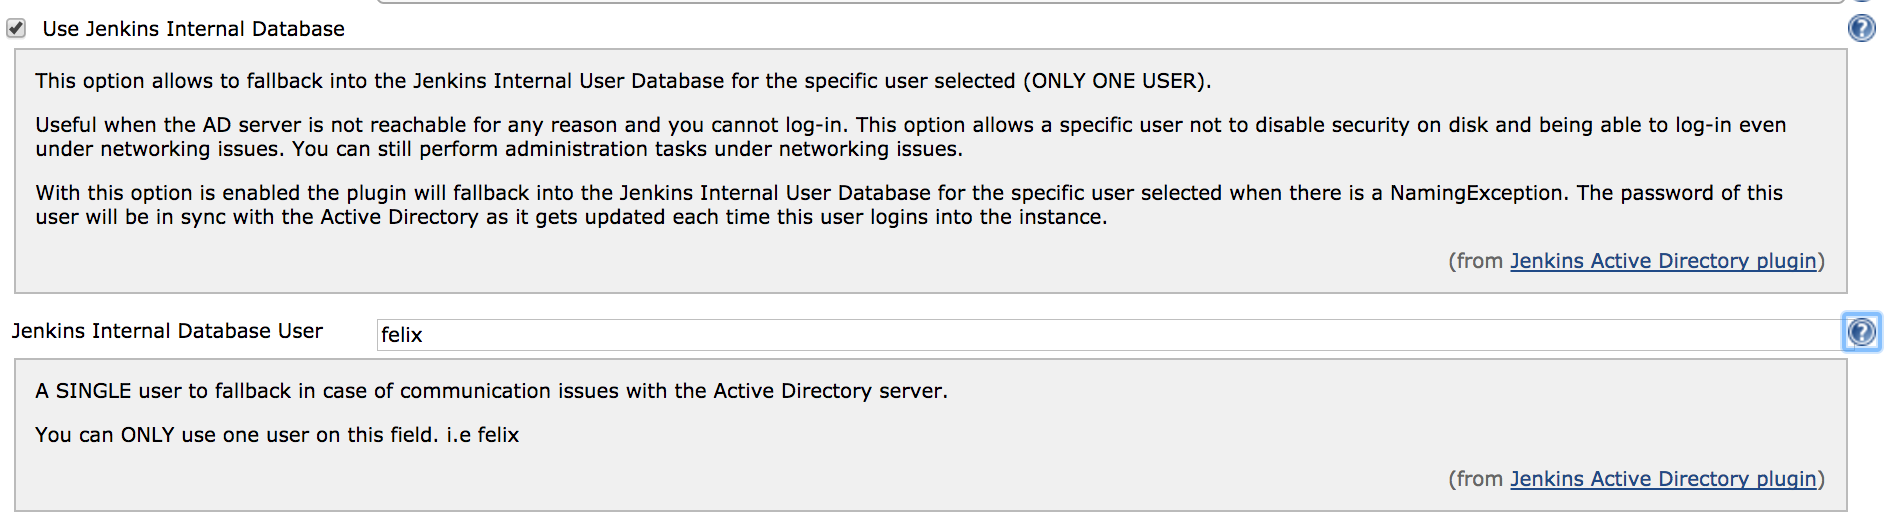 Use Jenkins Internal Database
This option allows to fallback into the Jenkins Internal User Database for the specific user selected (ONLY ONE USER).
Useful when the AD server is not reachable for any reason and you cannot log-in. This option allows a specific user not to disable security on disk and being able to log-in even
under networking issues. You can still perform administration tasks under networking issues.
With this option is enabled the plugin will fallback into the Jenkins Internal User Database for the specific user selected when there is a NamingException. The password of this
user will be in sync with the Active Directory as it gets updated each time this user logins into the instance.
(from Jenkins Active Directory plugin)
Jenkins Internal Database User felix
A SINGLE user to fallback in case of communication issues with the Active Directory server.
You can ONLY use one user on this field. i.e felix
(from Jenkins Active Directory plugin)